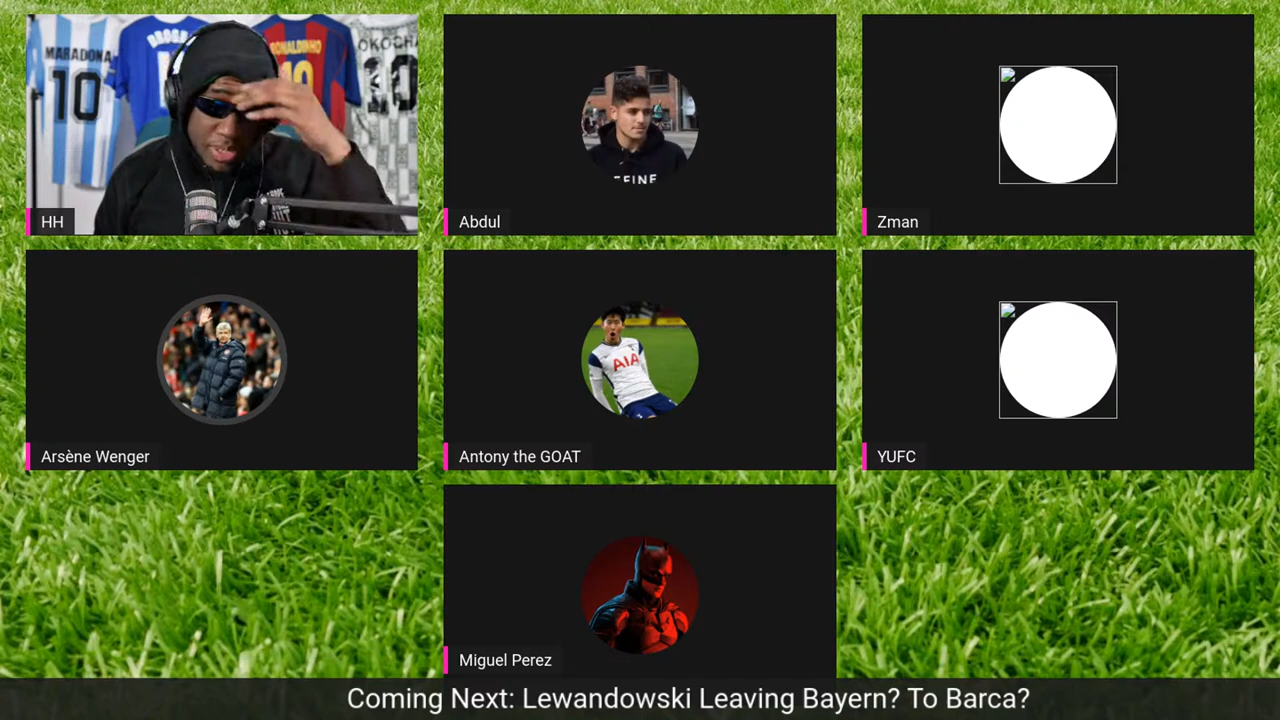 MARADONA
10
DROGB
RONALDINHO
10
OKOCHA
10
HH
Abdul
Zman
AIA
Arsène Wenger
Antony the GOAT
YUFC
Miguel Perez
Coming Next: Lewandowski Leaving Bayern? To Barca?